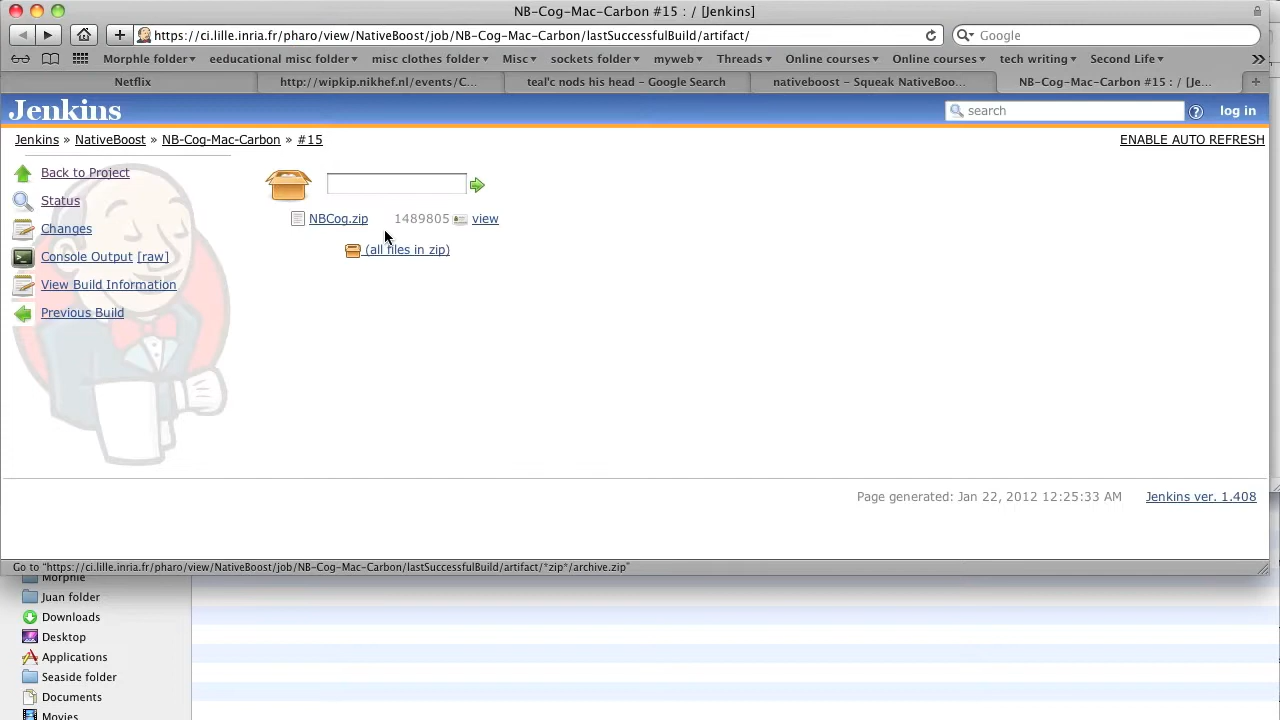 NB-Cog-Mac-Carbon #15 : / [Jenkins]
https://ci.lille.inria.fr/pharo/view/NativeBoost/job/NB-Cog-Mac-Carbon/lastSuccessfulBuild/artifact/
Google
Morphle folder eeducational misc folder misc clothes folder Misc sockets folder myweb Threads Online courses Online courses tech writing Second Life
Netflix http://wipkip.nikhef.nl/events/C... teal'c nods his head – Google Search nativeboost – Squeak NativeBoo... NB-Cog-Mac-Carbon #15 : / [Je...
Jenkins
search
log in
Jenkins » NativeBoost » NB-Cog-Mac-Carbon » #15
ENABLE AUTO REFRESH
Back to Project
Status
Changes
Console Output [raw]
View Build Information
Previous Build
NBCog.zip 1489805 view
(all files in zip)
Page generated: Jan 22, 2012 12:25:33 AM Jenkins ver. 1.408
Go to "https://ci.lille.inria.fr/pharo/view/NativeBoost/job/NB-Cog-Mac-Carbon/lastSuccessfulBuild/artifact/*zip*/archive.zip"
Morphle
Juan folder
Downloads
Desktop
Applications
Seaside folder
Documents
Movies